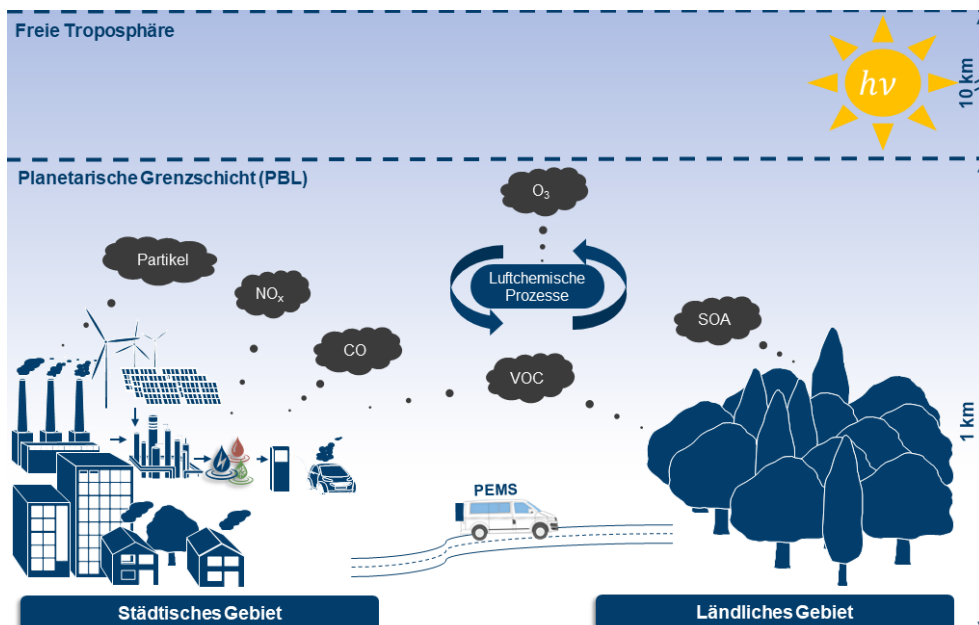 Freie Troposphäre
hν
10 km
Planetarische Grenzschicht (PBL)
O₃
Partikel
Luftchemische
Prozesse
NOₓ
SOA
CO
VOC
1 km
PEMS
Städtisches Gebiet
Ländliches Gebiet